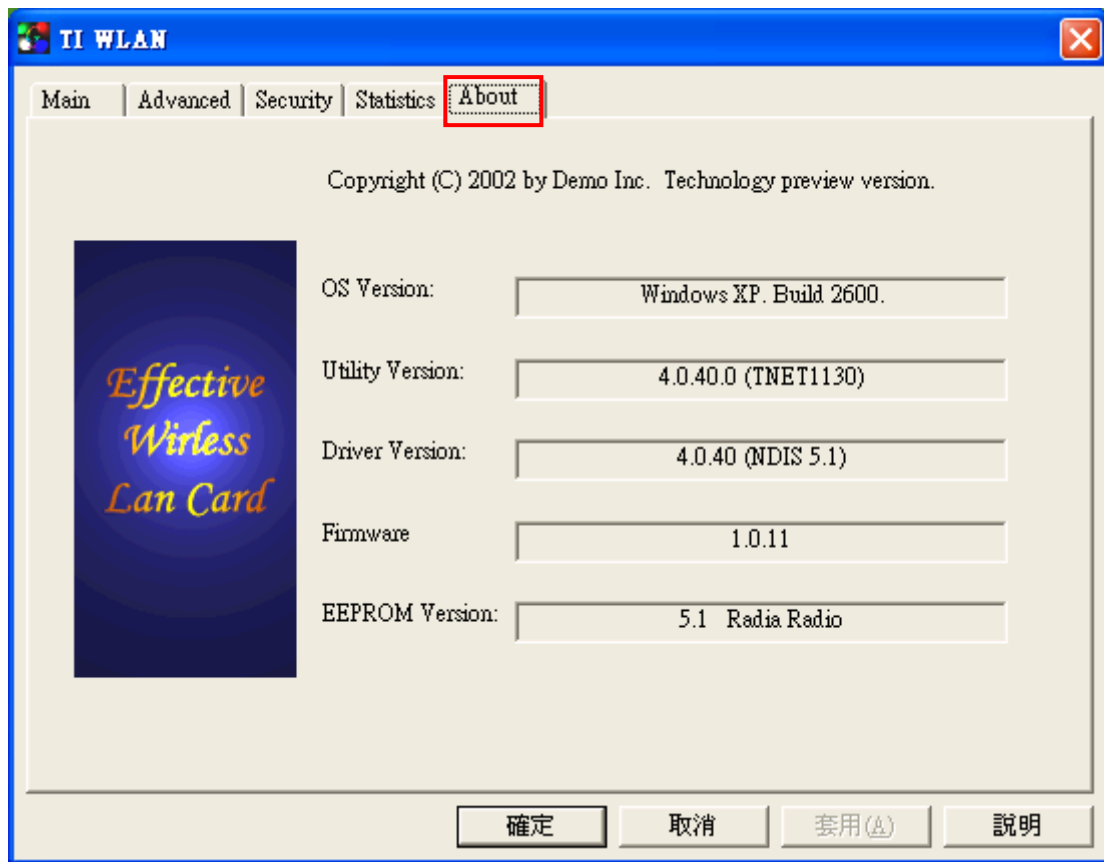 TI WLAN
Main Advanced Security Statistics About
Copyright (C) 2002 by Demo Inc. Technology preview version.
Effective
Wirless
Lan Card
OS Version: Windows XP. Build 2600.
Utility Version: 4.0.40.0 (TNET1130)
Driver Version: 4.0.40 (NDIS 5.1)
Firmware 1.0.11
EEPROM Version: 5.1 Radia Radio
確定 取消 套用(A) 說明